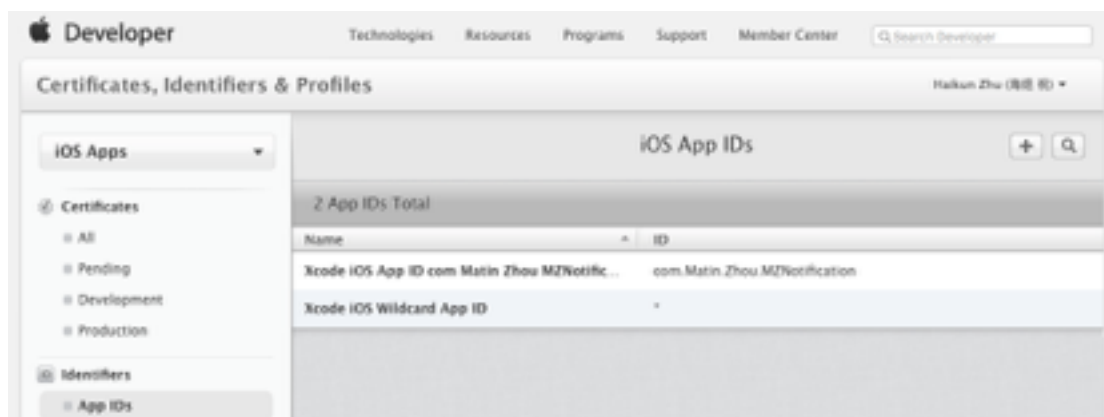 Developer
Technologies Resources Programs Support Member Center Search Developer
Certificates, Identifiers & Profiles
Haikun Zhu
iOS Apps
iOS App IDs
Certificates
All
Pending
Development
Production
Identifiers
App IDs
2 App IDs Total
Name ID
Xcode iOS App ID com Matin Zhou MZNotific... com.Matin.Zhou.MZNotification
Xcode iOS Wildcard App ID *